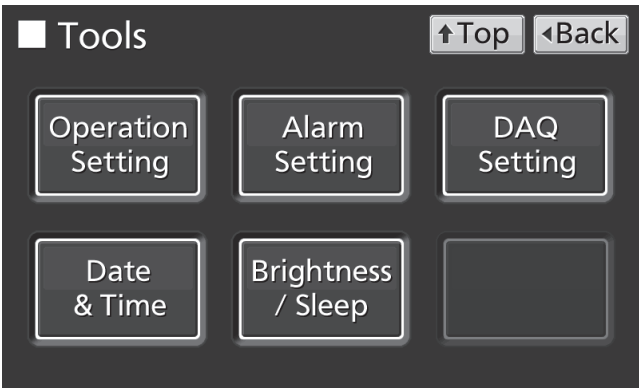 Tools
Top
Back
Operation
Setting
Alarm
Setting
DAQ
Setting
Date
& Time
Brightness
/ Sleep